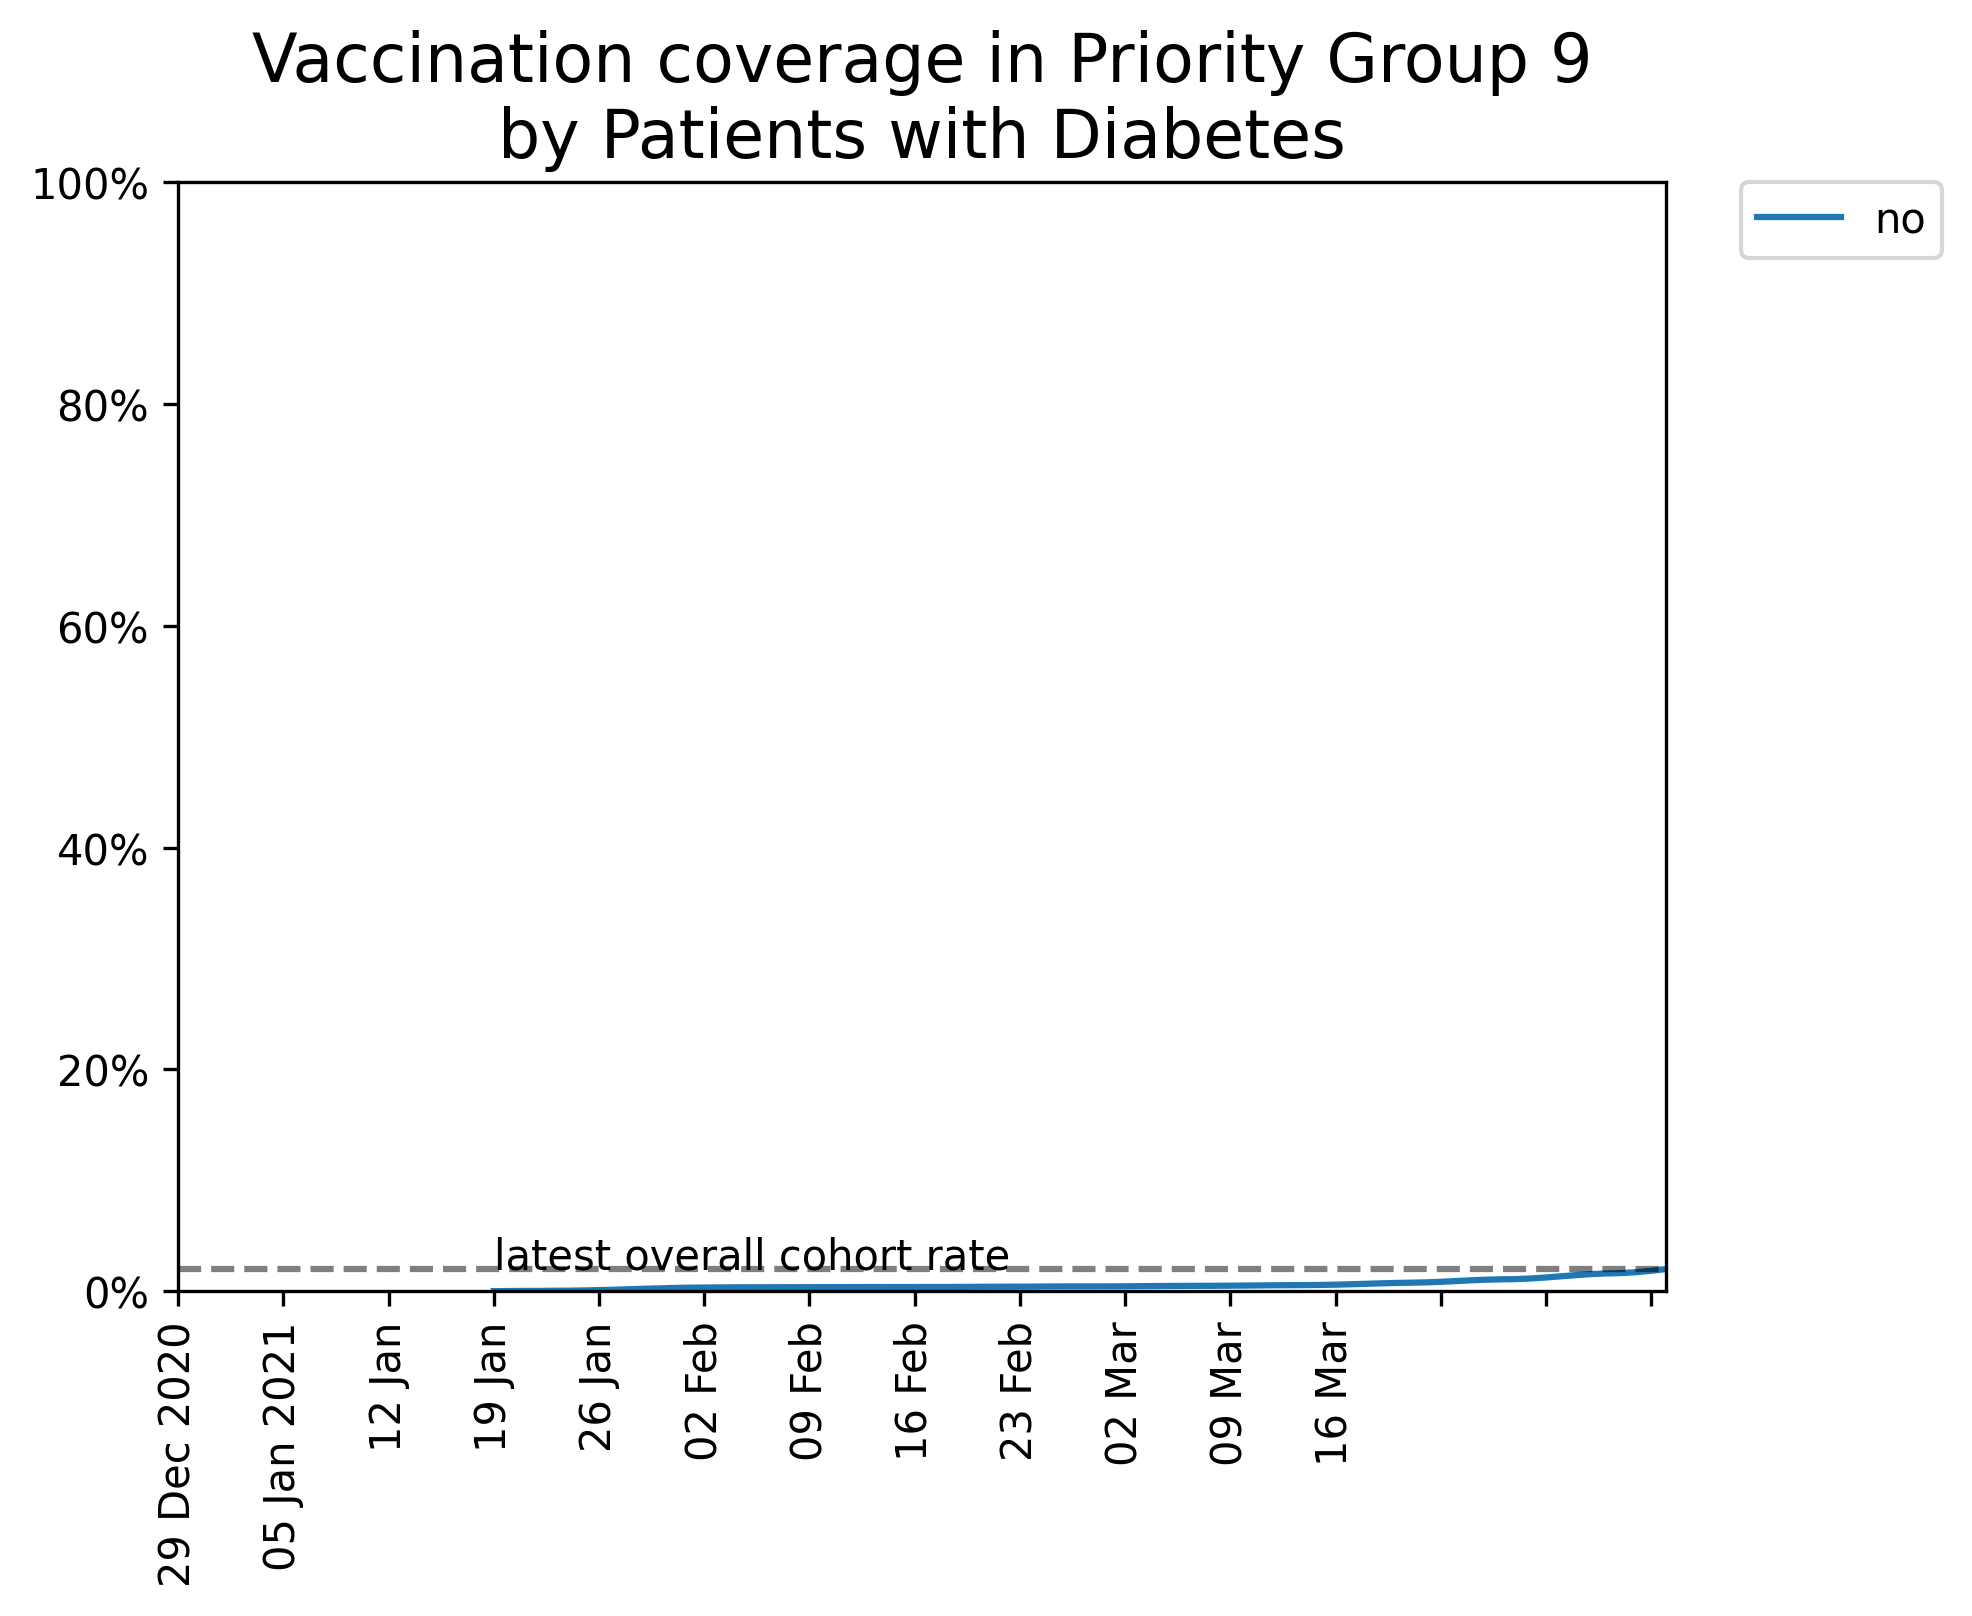 Vaccination coverage in Priority Group 9
by Patients with Diabetes
100%
80%
60%
40%
20%
0%
no
latest overall cohort rate
29 Dec 2020
05 Jan 2021
12 Jan
19 Jan
26 Jan
02 Feb
09 Feb
16 Feb
23 Feb
02 Mar
09 Mar
16 Mar